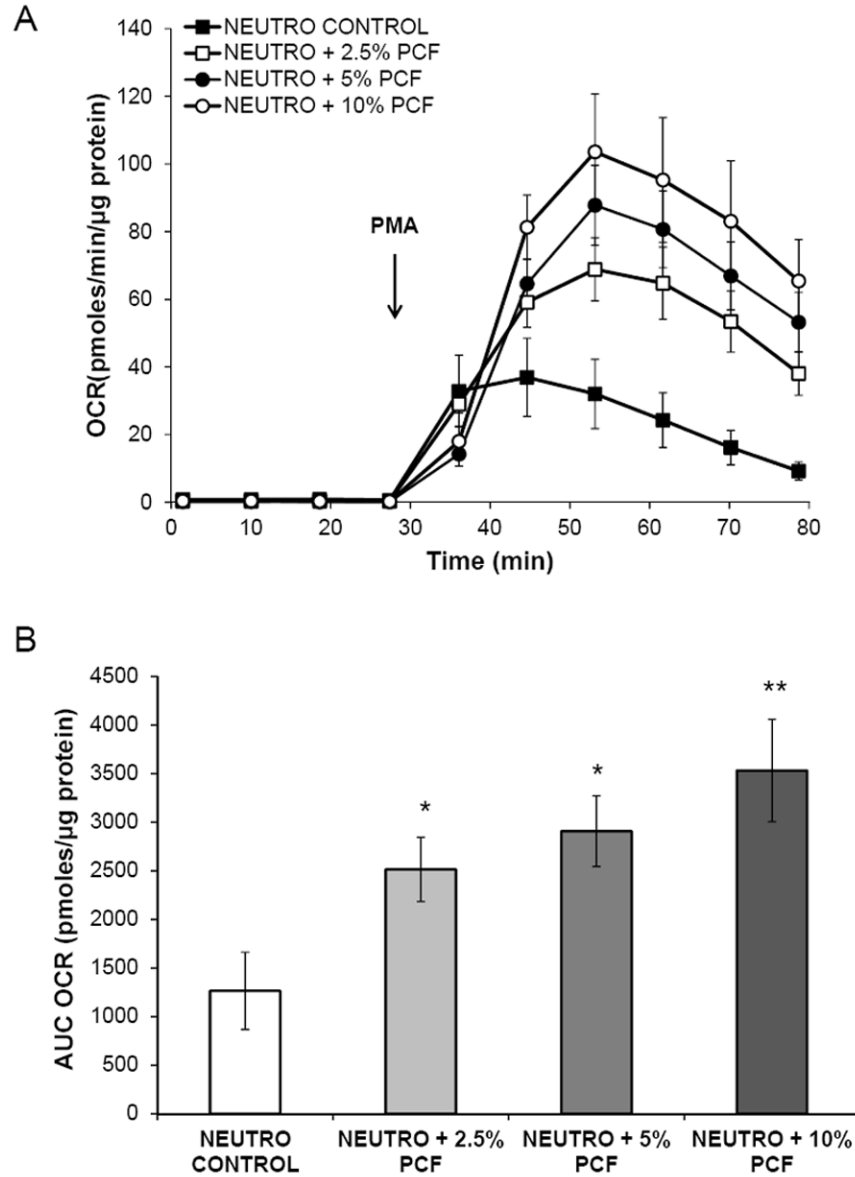 A
NEUTRO CONTROL
NEUTRO + 2.5% PCF
NEUTRO + 5% PCF
NEUTRO + 10% PCF
140
120
100
80
60
40
20
0
OCR(pmoles/min/µg protein)
PMA
0 10 20 30 40 50 60 70 80
Time (min)
B
4500
4000
3500
3000
2500
2000
1500
1000
500
0
AUC OCR (pmoles/µg protein)
*
*
**
NEUTRO CONTROL
NEUTRO + 2.5% PCF
NEUTRO + 5% PCF
NEUTRO + 10% PCF